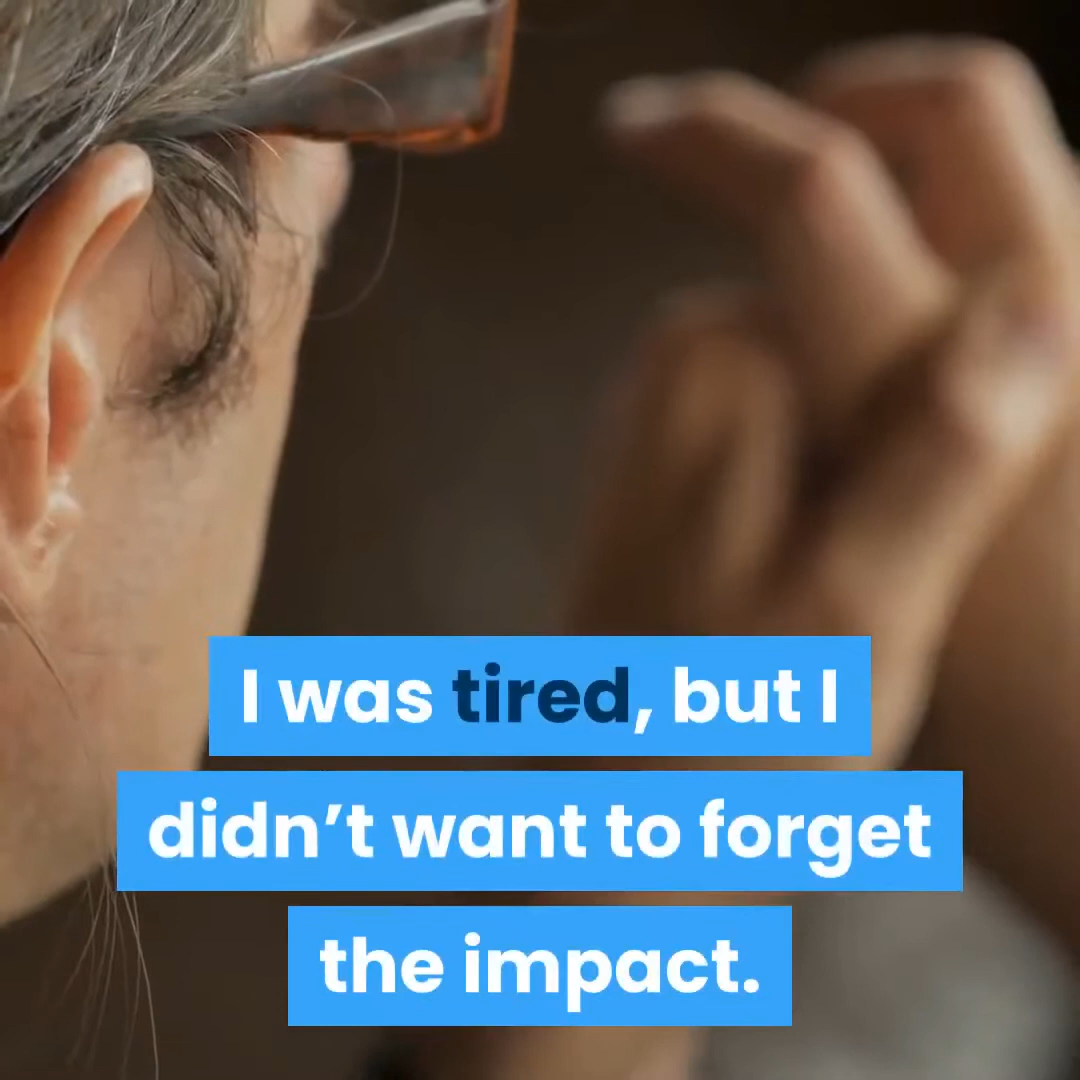 I was tired, but I
didn’t want to forget
the impact.